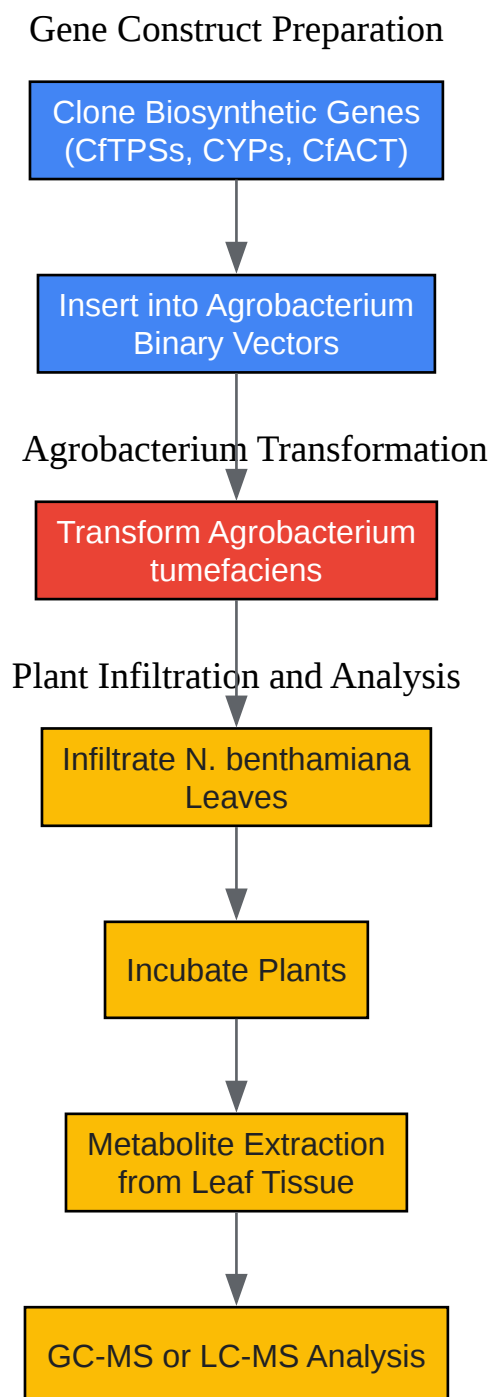 Gene Construct Preparation
Clone Biosynthetic Genes
(CfTPSs, CYPs, CfACT)
Insert into Agrobacterium
Binary Vectors
Agrobacterium Transformation
Transform Agrobacterium
tumefaciens
Plant Infiltration and Analysis
Infiltrate N. benthamiana
Leaves
Incubate Plants
Metabolite Extraction
from Leaf Tissue
GC-MS or LC-MS Analysis